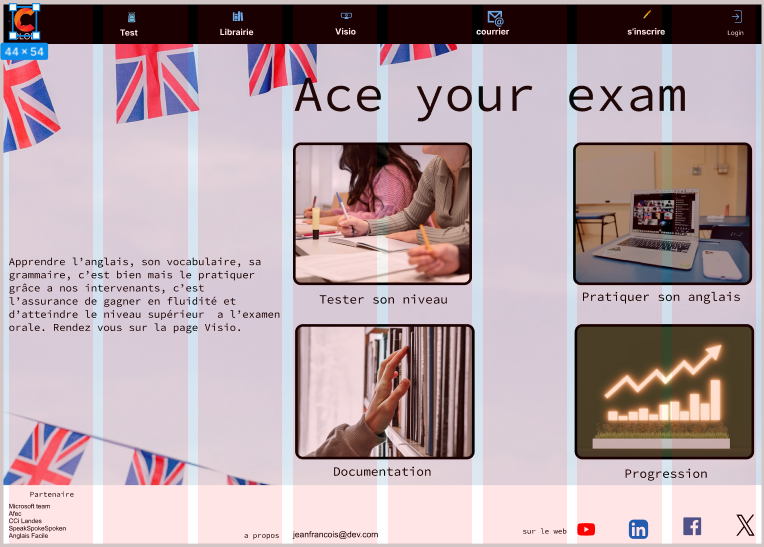 C
Test
Librairie
Visio
courrier
s'inscrire
Login
44 × 54
Ace your exam
Apprendre l'anglais, son vocabulaire, sa
grammaire, c'est bien mais le pratiquer
grâce a nos intervenants, c'est
l'assurance de gagner en fluidité et
d'atteindre le niveau supérieur a l'examen
orale. Rendez vous sur la page Visio.
Tester son niveau
Pratiquer son anglais
Documentation
Progression
Partenaire
Microsoft team
Afec
CCi Landes
SpeakSpokeSpoken
Anglais Facile
a propos
jeanfrancois@dev.com
sur le web
in
f
X